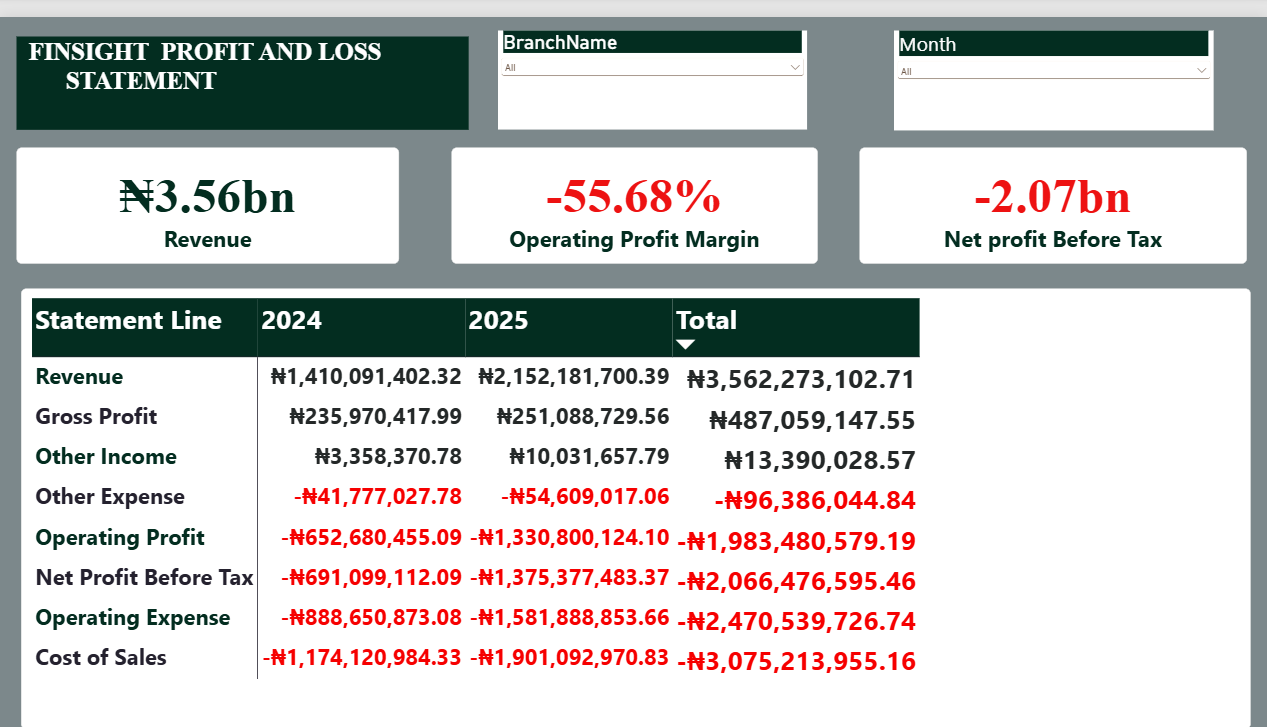 FINSIGHT PROFIT AND LOSS
STATEMENT
BranchName
All
Month
All
₦3.56bn
Revenue
-55.68%
Operating Profit Margin
-2.07bn
Net profit Before Tax
Statement Line 2024 2025 Total
Revenue ₦1,410,091,402.32 ₦2,152,181,700.39 ₦3,562,273,102.71
Gross Profit ₦235,970,417.99 ₦251,088,729.56 ₦487,059,147.55
Other Income ₦3,358,370.78 ₦10,031,657.79 ₦13,390,028.57
Other Expense -₦41,777,027.78 -₦54,609,017.06 -₦96,386,044.84
Operating Profit -₦652,680,455.09 -₦1,330,800,124.10 -₦1,983,480,579.19
Net Profit Before Tax -₦691,099,112.09 -₦1,375,377,483.37 -₦2,066,476,595.46
Operating Expense -₦888,650,873.08 -₦1,581,888,853.66 -₦2,470,539,726.74
Cost of Sales -₦1,174,120,984.33 -₦1,901,092,970.83 -₦3,075,213,955.16